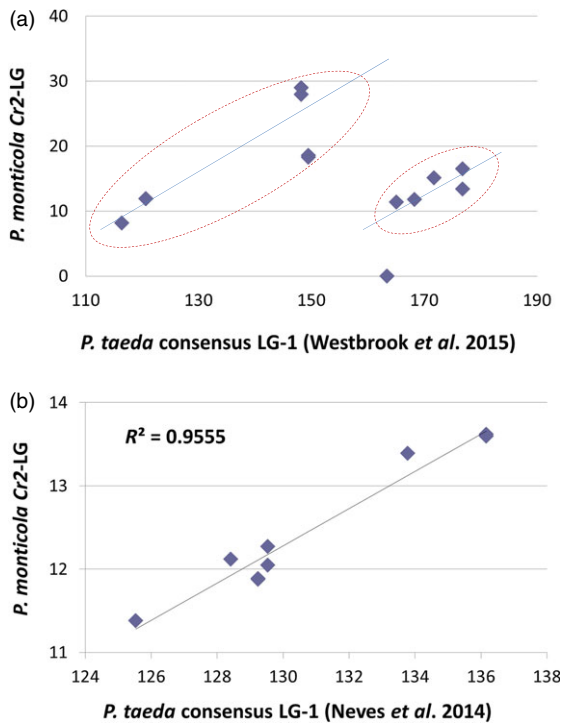 (a)
40
30
20
10
0
P. monticola Cr2-LG
110 130 150 170 190
P. taeda consensus LG-1 (Westbrook et al. 2015)
(b)
14
13
12
11
P. monticola Cr2-LG
R² = 0.9555
124 126 128 130 132 134 136 138
P. taeda consensus LG-1 (Neves et al. 2014)